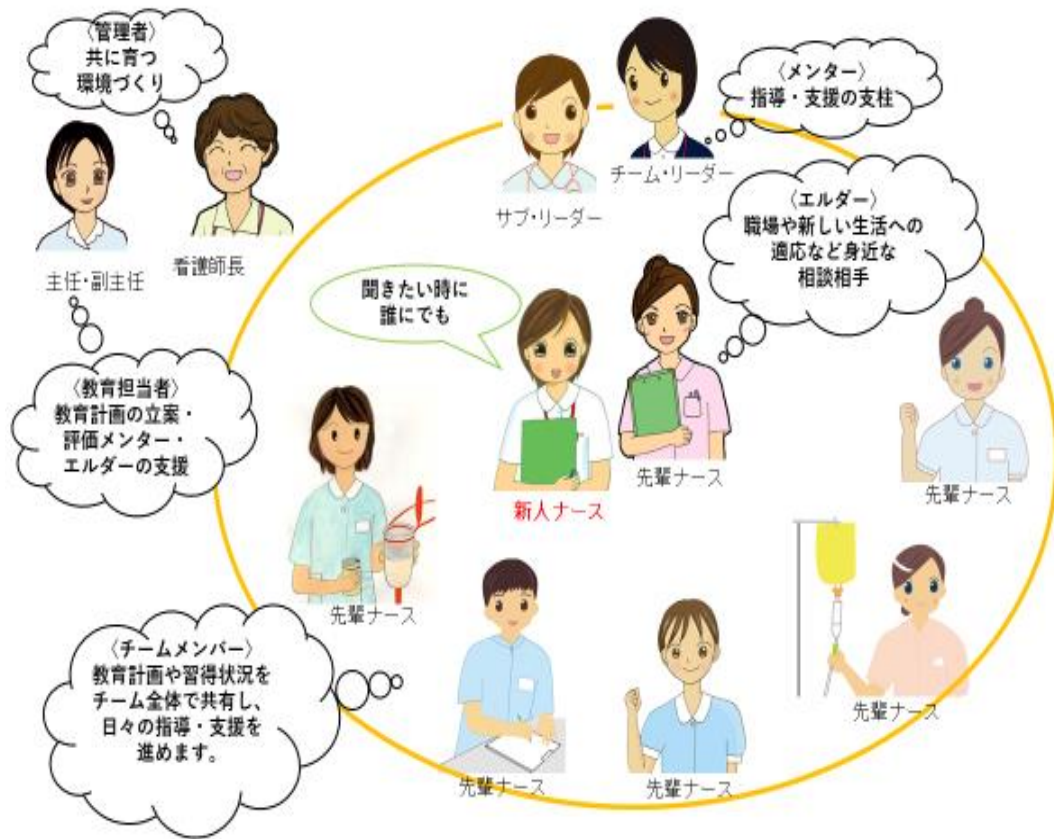 〈管理者〉
共に育つ
環境づくり
主任・副主任
看護師長
〈教育担当者〉
教育計画の立案・
評価メンター・
エルダーの支援
〈メンター〉
指導・支援の支柱
チーム・リーダー
サブ・リーダー
〈エルダー〉
職場や新しい生活への
適応など身近な
相談相手
聞きたい時に
誰にでも
新人ナース
先輩ナース
先輩ナース
先輩ナース
先輩ナース
先輩ナース
先輩ナース
〈チームメンバー〉
教育計画や習得状況を
チーム全体で共有し、
日々の指導・支援を
進めます。